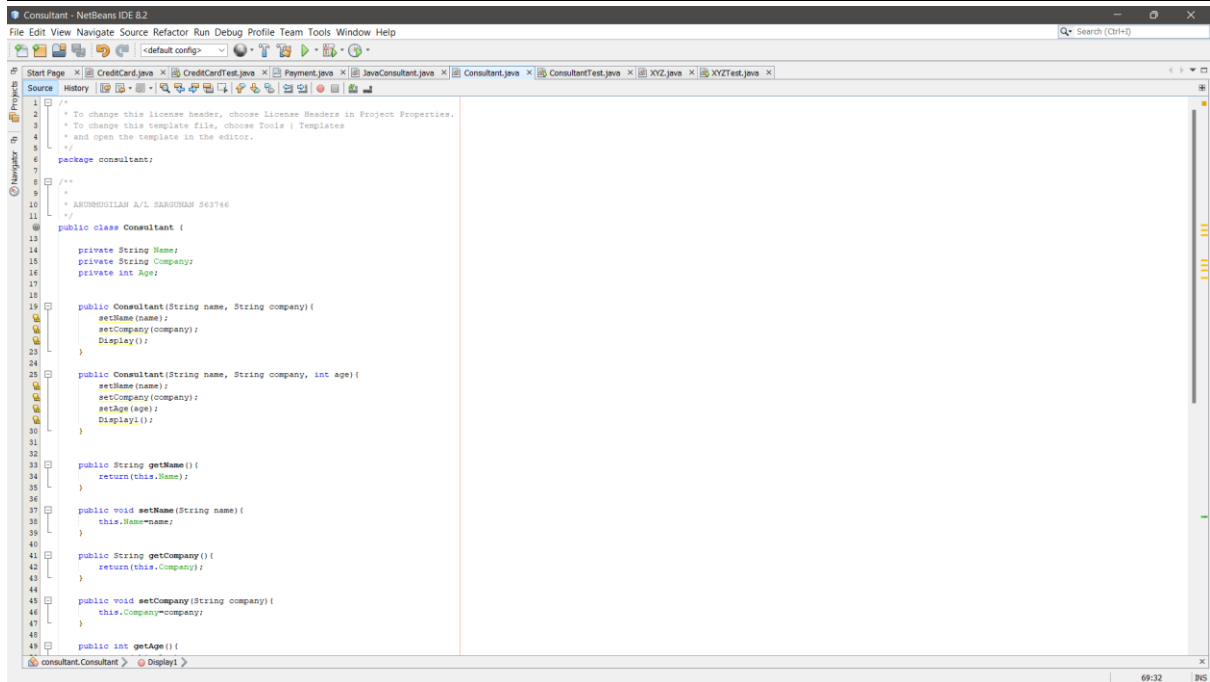 Consultant - NetBeans IDE 8.2
File Edit View Navigate Source Refactor Run Debug Profile Team Tools Window Help
Search (Ctrl+I)
<default config>
Start Page CreditCard.java CreditCardTest.java Payment.java JavaConsultant.java Consultant.java ConsultantTest.java XYZ.java XYZTest.java
Projects
Navigator
Source History
1 /*
2 * To change this license header, choose License Headers in Project Properties.
3 * To change this template file, choose Tools | Templates
4 * and open the template in the editor.
5 */
6 package consultant;
7
8 /**
9 *
10 * ARUNMUGILAN A/L SARGUNAN S63746
11 */
public class Consultant {
13
14 private String Name;
15 private String Company;
16 private int Age;
17
18
19 public Consultant(String name, String company){
setName(name);
setCompany(company);
Display();
23 }
24
25 public Consultant(String name, String company, int age){
setName(name);
setCompany(company);
setAge(age);
Display1();
30 }
31
32
33 public String getName(){
34 return(this.Name);
35 }
36
37 public void setName(String name){
38 this.Name=name;
39 }
40
41 public String getCompany(){
42 return(this.Company);
43 }
44
45 public void setCompany(String company){
46 this.Company=company;
47 }
48
49 public int getAge(){
consultant.Consultant Display1
69:32 INS